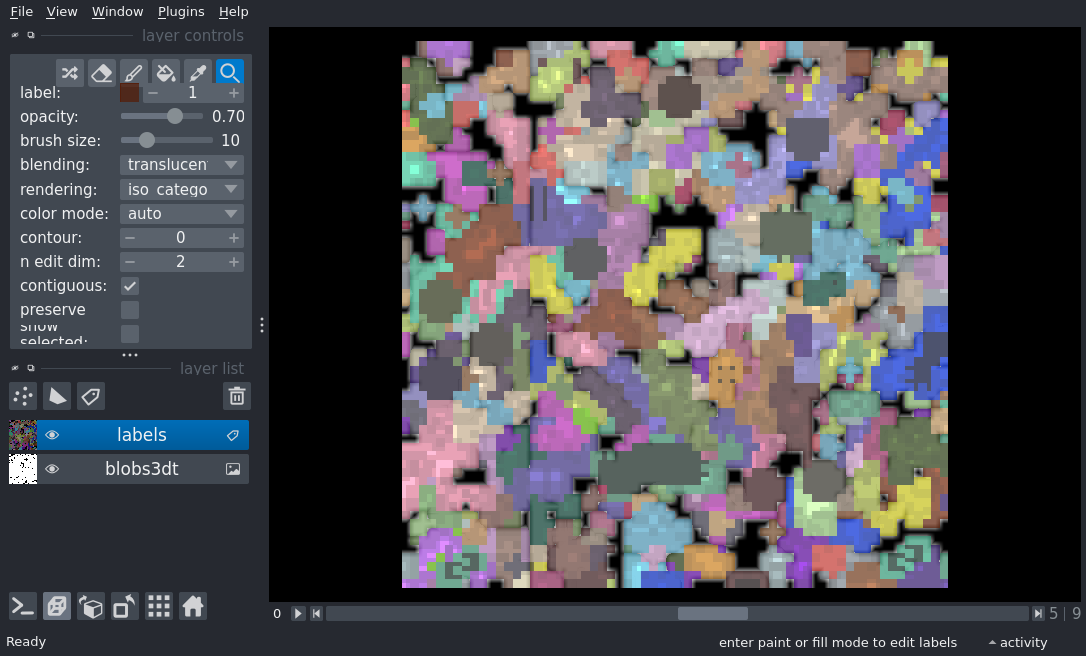 File View Window Plugins Help
layer controls
label: 1
opacity: 0.70
brush size: 10
blending: translucen
rendering: iso catego
color mode: auto
contour: 0
n edit dim: 2
contiguous:
preserve
show
selected:
layer list
labels
blobs3dt
0 5 | 9
Ready enter paint or fill mode to edit labels activity